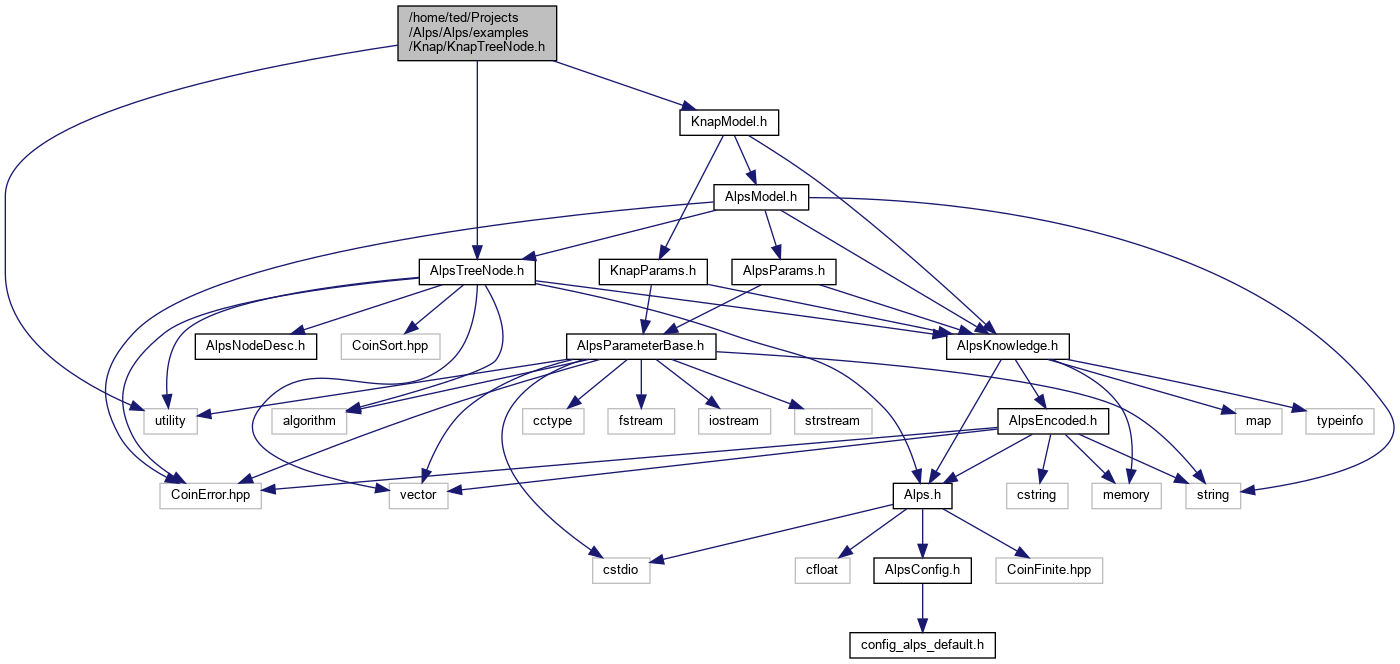 /home/ted/Projects
/Alps/Alps/examples
/Knap/KnapTreeNode.h
KnapModel.h
AlpsModel.h
AlpsTreeNode.h
KnapParams.h
AlpsParams.h
AlpsNodeDesc.h
CoinSort.hpp
AlpsParameterBase.h
AlpsKnowledge.h
utility
algorithm
cctype
fstream
iostream
strstream
AlpsEncoded.h
map
typeinfo
CoinError.hpp
vector
Alps.h
cstring
memory
string
cstdio
cfloat
AlpsConfig.h
CoinFinite.hpp
config_alps_default.h